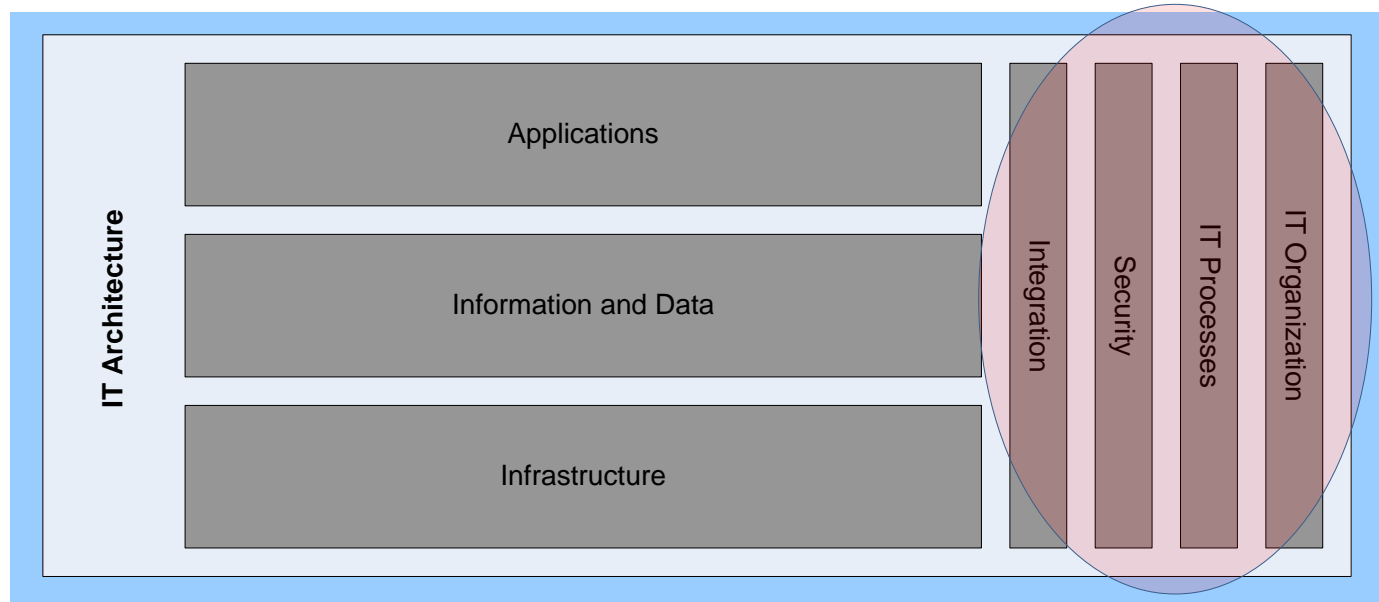 IT Architecture
Applications
Information and Data
Infrastructure
Integration
Security
IT Processes
IT Organization